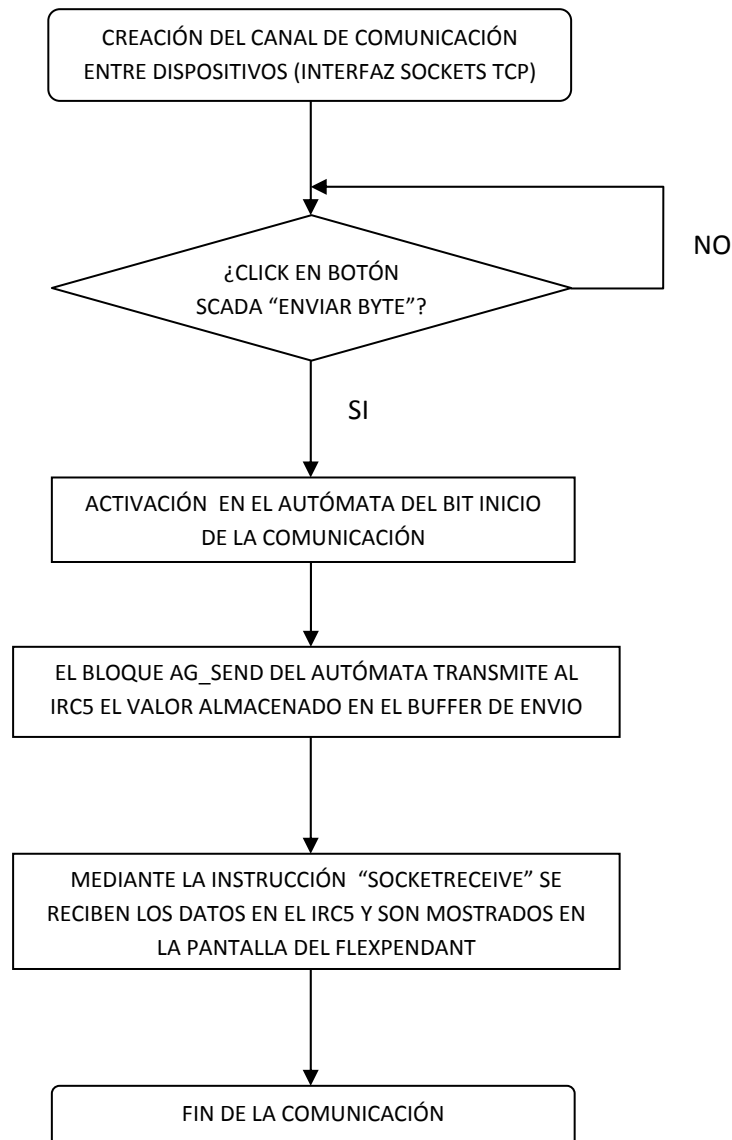 CREACIÓN DEL CANAL DE COMUNICACIÓN
ENTRE DISPOSITIVOS (INTERFAZ SOCKETS TCP)
NO
¿CLICK EN BOTÓN
SCADA “ENVIAR BYTE”?
SI
ACTIVACIÓN EN EL AUTÓMATA DEL BIT INICIO
DE LA COMUNICACIÓN
EL BLOQUE AG_SEND DEL AUTÓMATA TRANSMITE AL
IRC5 EL VALOR ALMACENADO EN EL BUFFER DE ENVIO
MEDIANTE LA INSTRUCCIÓN “SOCKETRECEIVE” SE
RECIBEN LOS DATOS EN EL IRC5 Y SON MOSTRADOS EN
LA PANTALLA DEL FLEXPENDANT
FIN DE LA COMUNICACIÓN